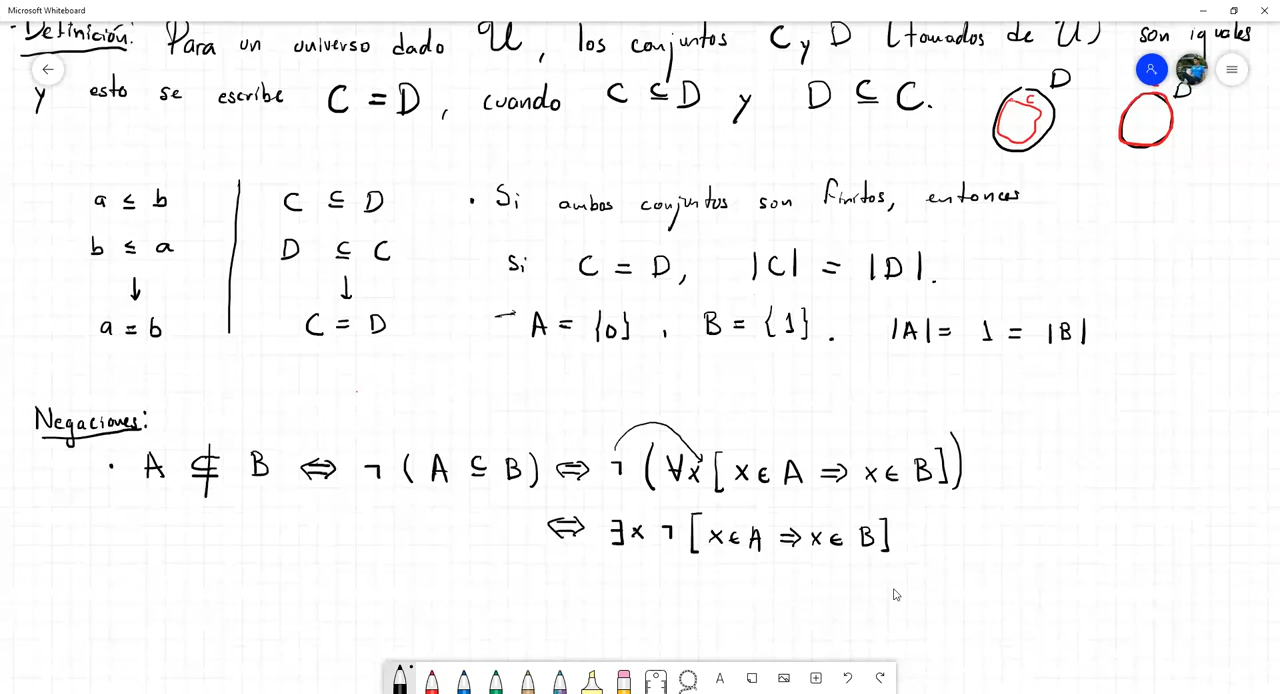 Microsoft Whiteboard
· Definición: Para un universo dado 𝒰, los conjuntos C y D (tomados de 𝒰) son iguales
y esto se escribe C = D, cuando C ⊆ D y D ⊆ C.
C D D
a ≤ b
b ≤ a
↓
a = b
C ⊆ D
D ⊆ C
↓
C = D
· Si ambos conjuntos son finitos, entonces
Si C = D, |C| = |D|.
- A = {0}, B = {1}. |A| = 1 = |B|
Negaciones:
· A ⊈ B ⇔ ¬ (A ⊆ B) ⇔ ¬ (∀x [x ∈ A ⇒ x ∈ B])
⇔ ∃x ¬ [x ∈ A ⇒ x ∈ B]